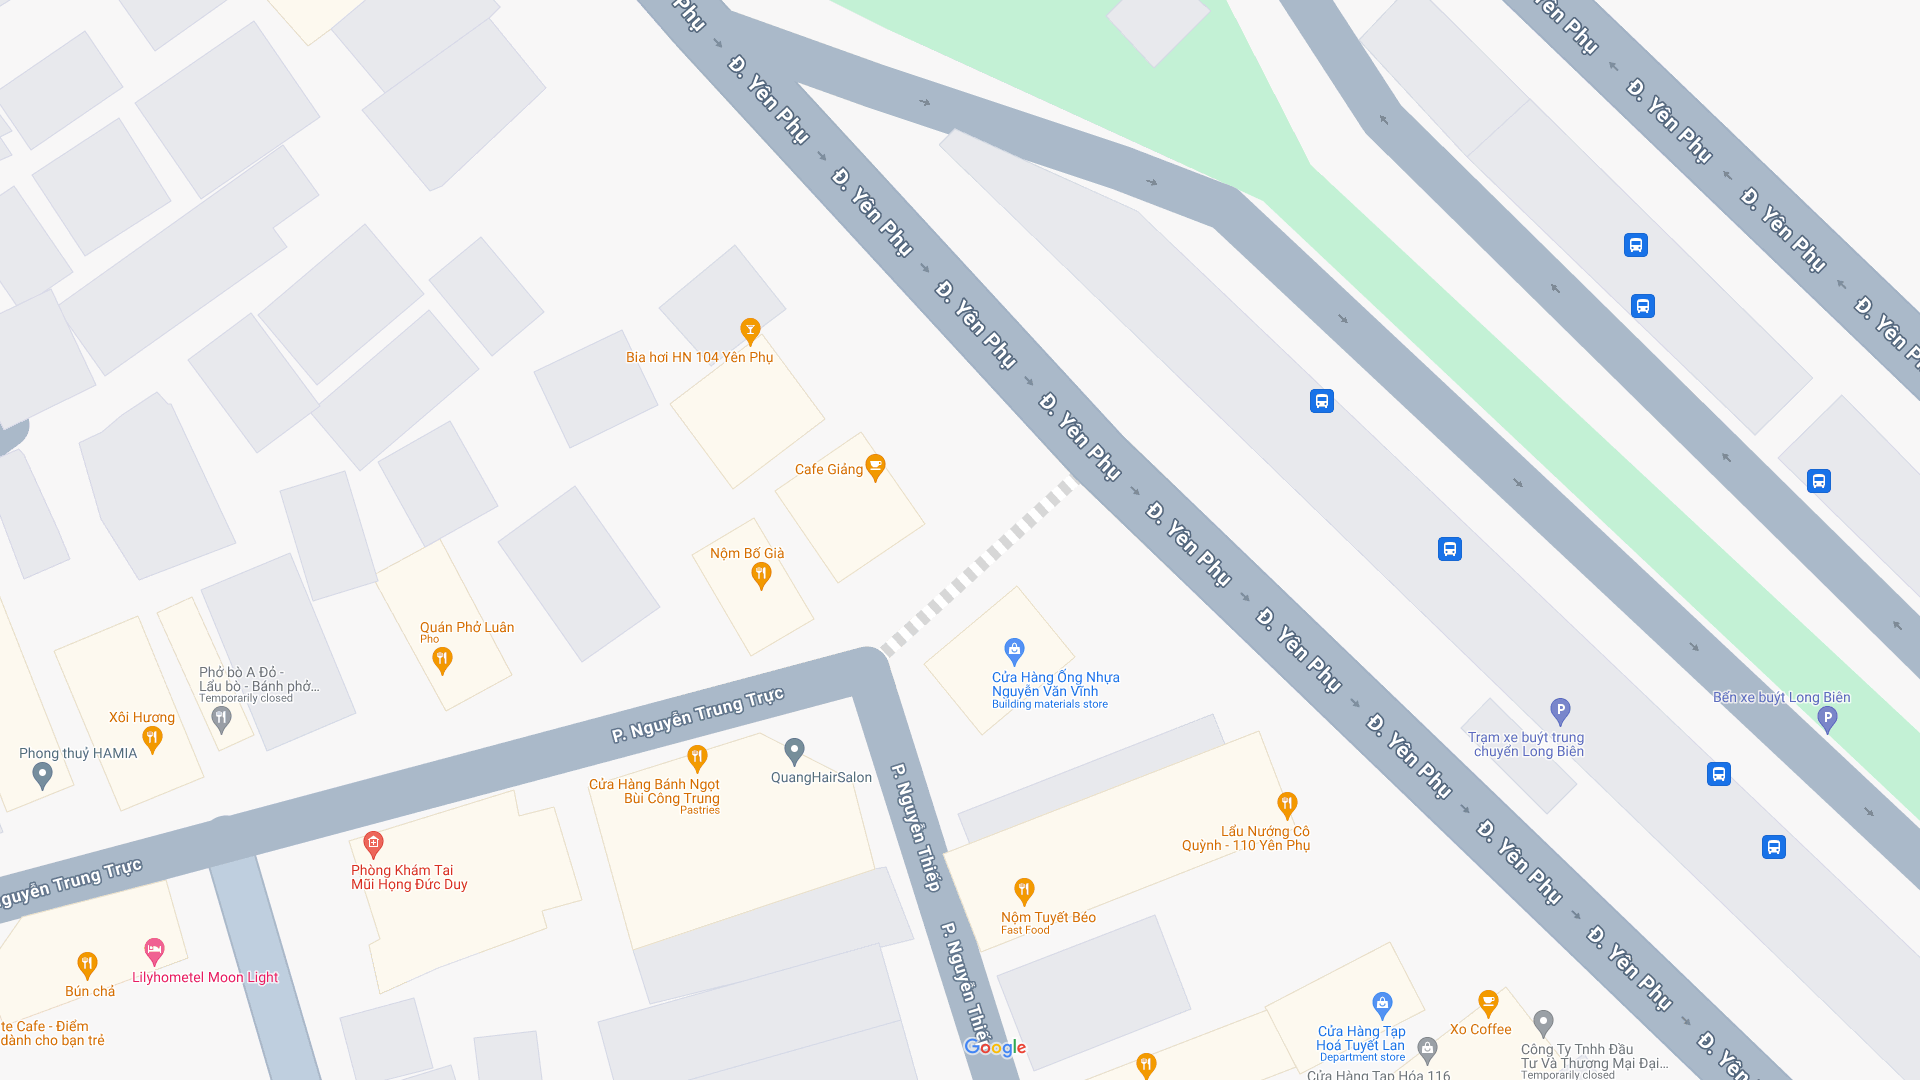 Phụ
Đ. Yên Phụ
Đ. Yên Phụ
Đ. Yên Phụ
Đ. Yên Phụ
Đ. Yên Phụ
Đ. Yên Phụ
Đ. Yên Phụ
Đ. Yên Phụ
Đ. Yên Phụ
Đ. Yên
Yên Phụ
Đ. Yên Phụ
Đ. Yên Phụ
Đ. Yên P
Bia hơi HN 104 Yên Phụ
Cafe Giảng
Nộm Bố Già
Quán Phở Luân
Pho
Phở bò A Đỏ -
Lẩu bò - Bánh phở...
Temporarily closed
Xôi Hương
Phong thuỷ HAMIA
P. Nguyễn Trung Trực
Cửa Hàng Ống Nhựa
Nguyễn Văn Vĩnh
Building materials store
Bến xe buýt Long Biên
P
P
Trạm xe buýt trung
chuyển Long Biên
Cửa Hàng Bánh Ngọt
Bùi Công Trung
Pastries
QuangHairSalon
P. Nguyễn Thiếp
P. Nguyễn Thiế
Lẩu Nướng Cô
Quỳnh - 110 Yên Phụ
Nguyễn Trung Trực
Phòng Khám Tai
Mũi Họng Đức Duy
Nộm Tuyết Béo
Fast Food
Lilyhometel Moon Light
Bún chả
te Cafe - Điểm
dành cho bạn trẻ
Google
Cửa Hàng Tạp
Hoá Tuyết Lan
Department store
Cửa Hàng Tạp Hóa 116
Xo Coffee
Công Ty Tnhh Đầu
Tư Và Thương Mại Đại...
Temporarily closed